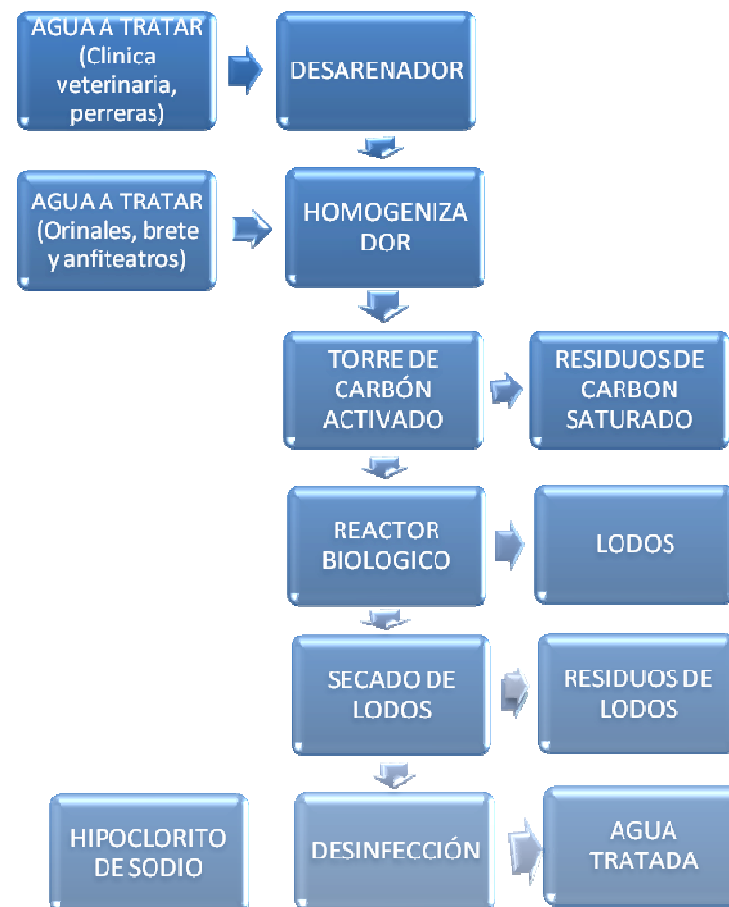 AGUA A TRATAR
(Clinica
veterinaria,
perreras)
DESARENADOR
AGUA A TRATAR
(Orinales, brete
y anfiteatros)
HOMOGENIZA
DOR
TORRE DE
CARBÓN
ACTIVADO
RESIDUOS DE
CARBON
SATURADO
REACTOR
BIOLOGICO
LODOS
SECADO DE
LODOS
RESIDUOS DE
LODOS
HIPOCLORITO
DE SODIO
DESINFECCIÓN
AGUA
TRATADA